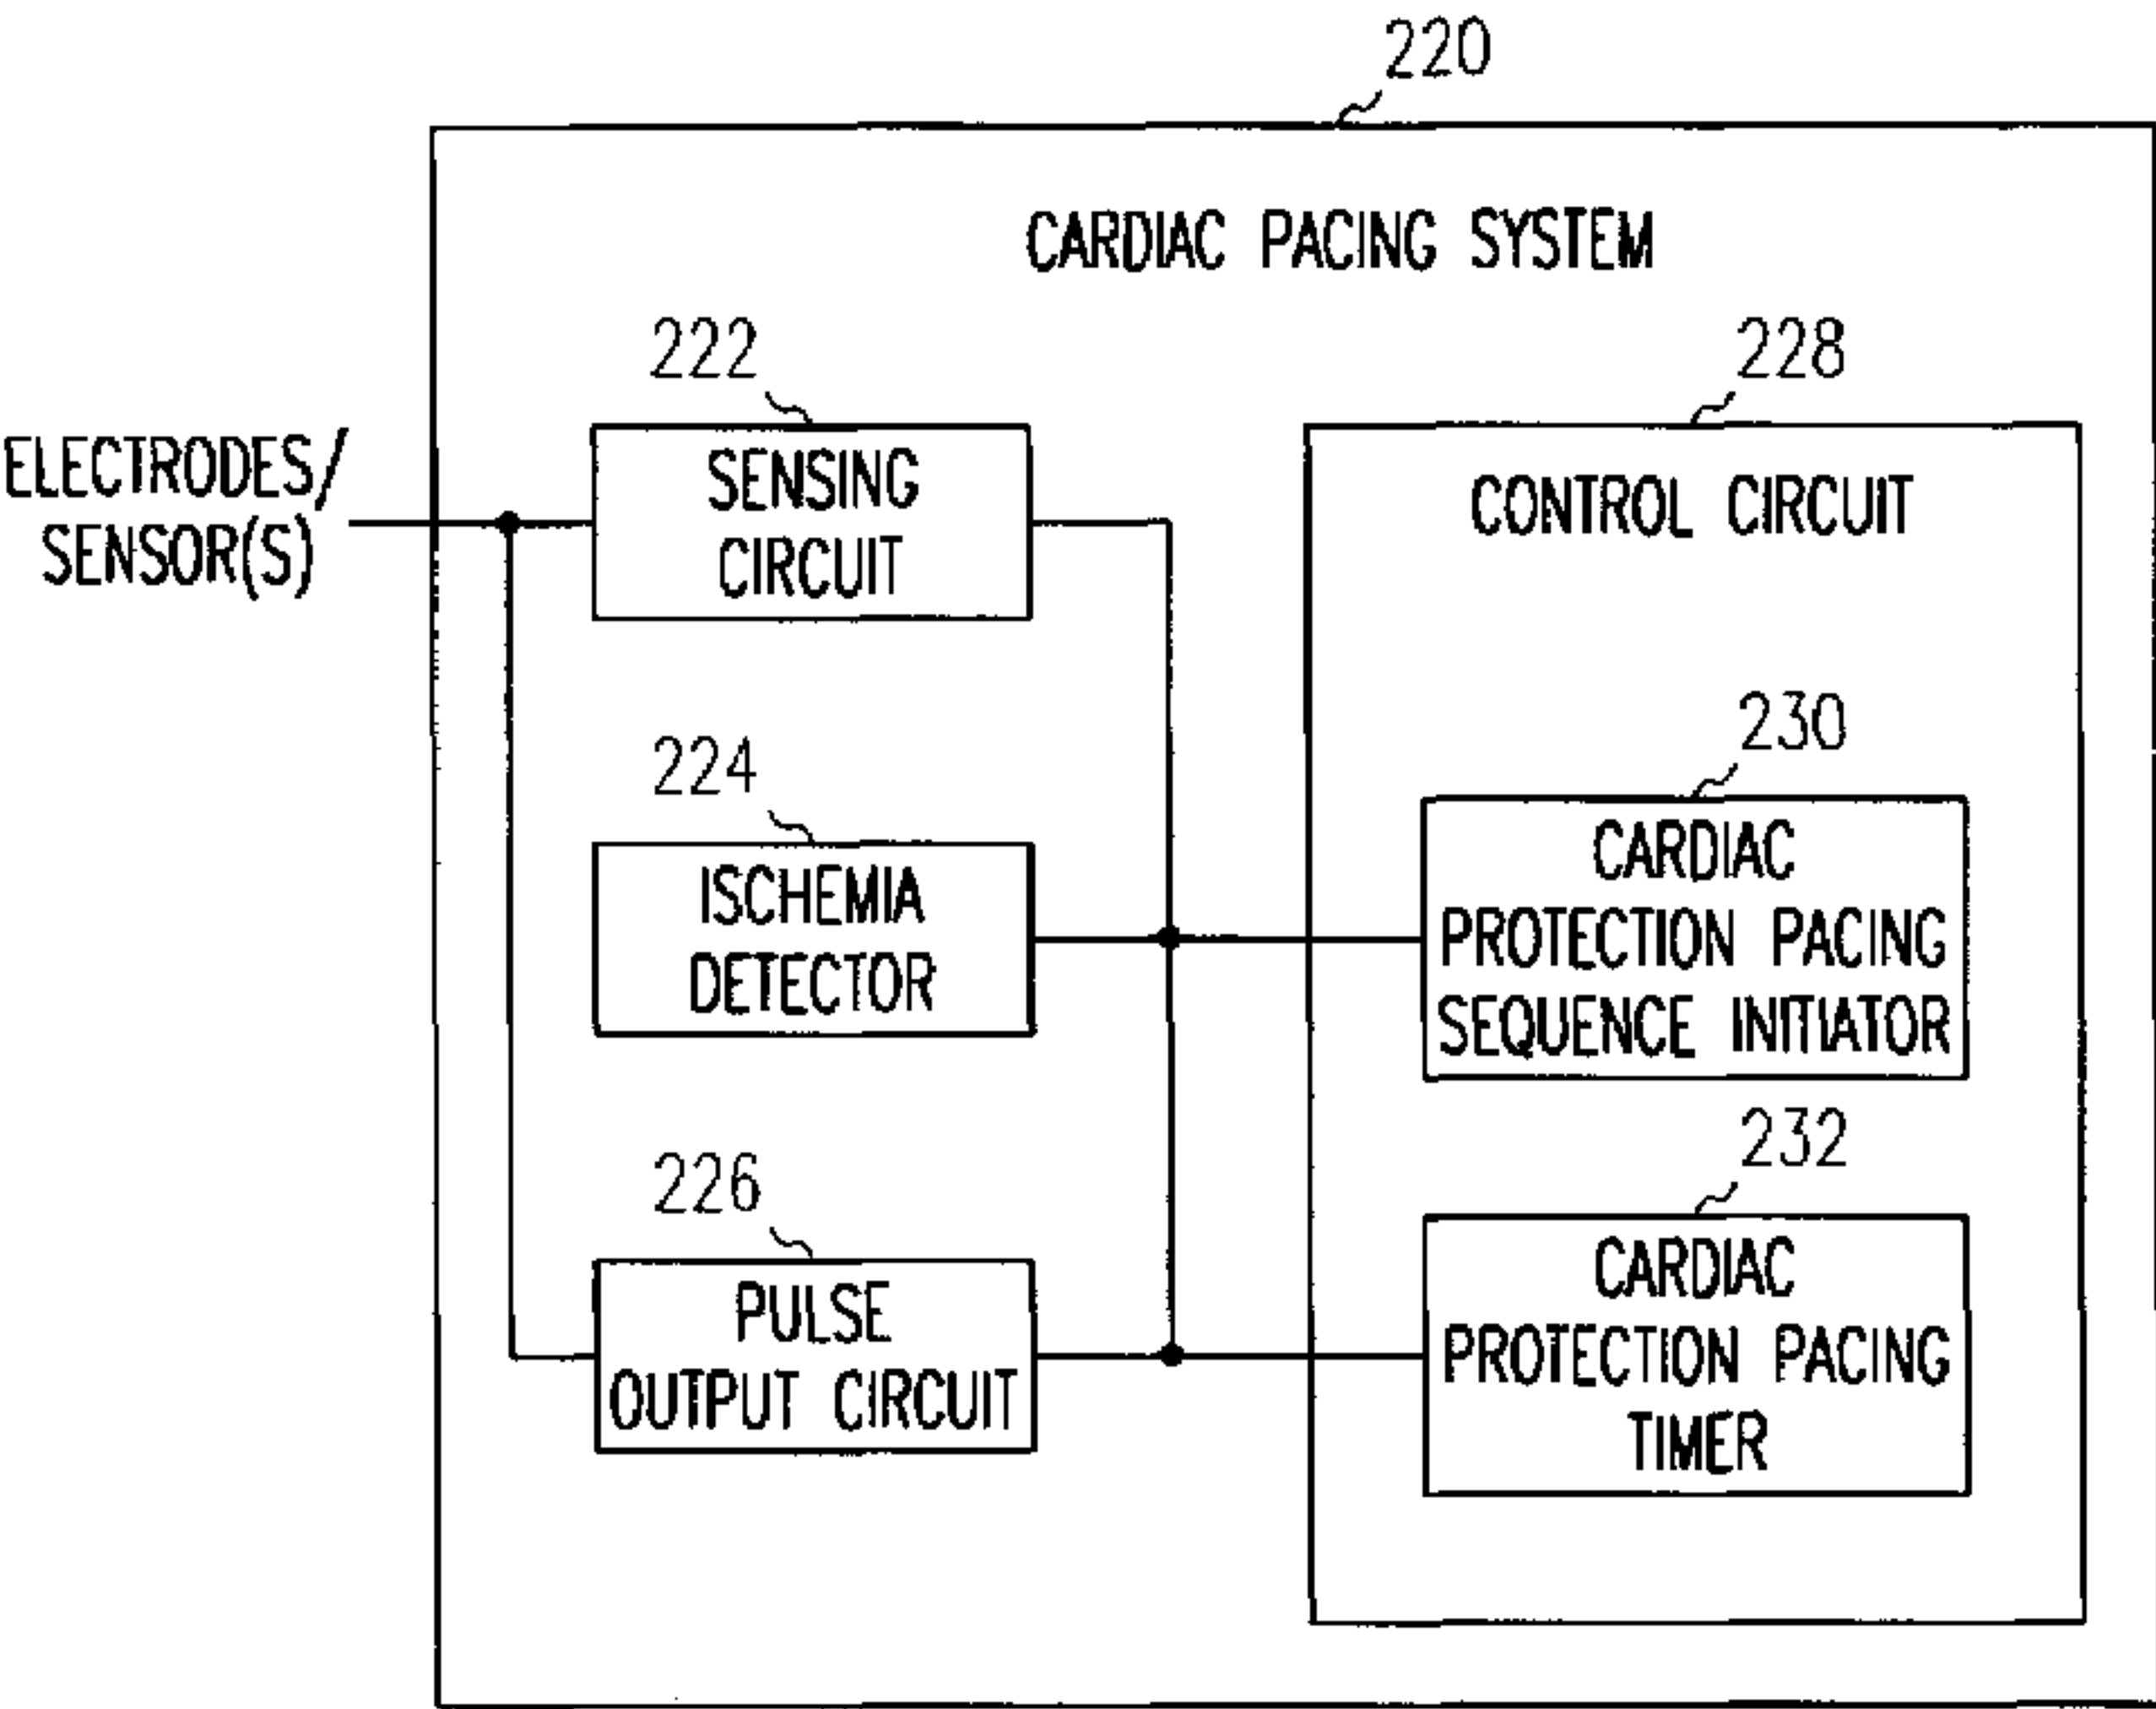 220
CARDIAC PACING SYSTEM
222
228
ELECTRODES/
SENSOR(S)
SENSING
CIRCUIT
CONTROL CIRCUIT
224
230
ISCHEMIA
DETECTOR
CARDIAC
PROTECTION PACING
SEQUENCE INITIATOR
226
232
PULSE
OUTPUT CIRCUIT
CARDIAC
PROTECTION PACING
TIMER